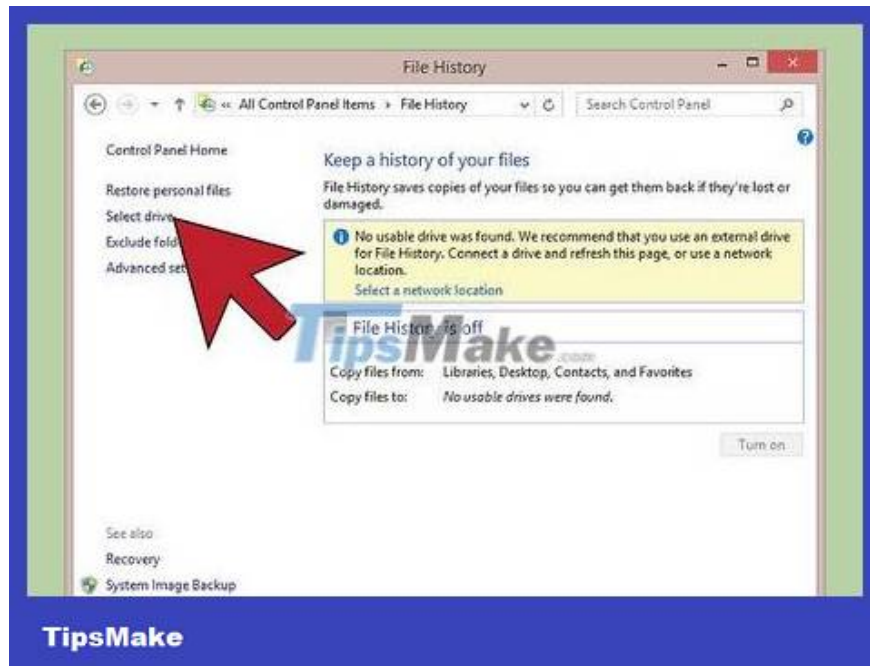 File History
« All Control Panel Items › File History
Search Control Panel
Control Panel Home
Restore personal files
Select drive
Exclude fold
Advanced set
Keep a history of your files
File History saves copies of your files so you can get them back if they're lost or
damaged.
No usable drive was found. We recommend that you use an external drive
for File History. Connect a drive and refresh this page, or use a network
location.
Select a network location
File History is off
TipsMake.com
Copy files from: Libraries, Desktop, Contacts, and Favorites
Copy files to: No usable drives were found.
Turn on
See also
Recovery
System Image Backup
TipsMake